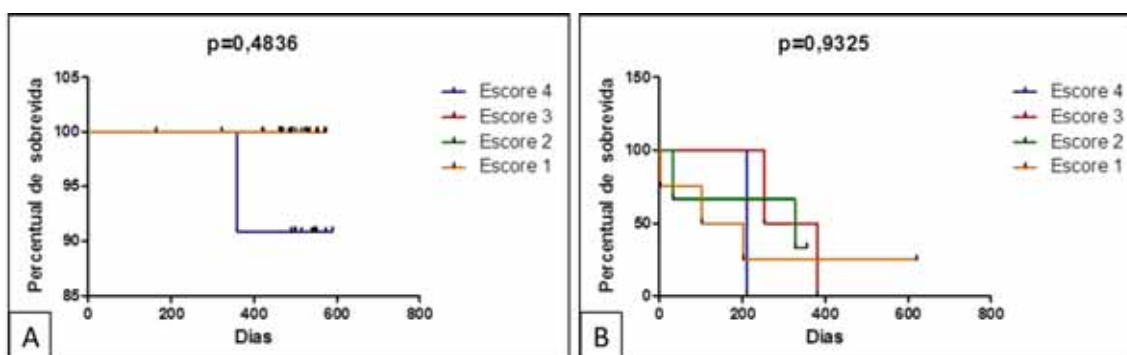 p=0,4836
Percentual de sobrevida
105
100
95
90
85
0 200 400 600 800
Dias
Escore 4
Escore 3
Escore 2
Escore 1
A
p=0,9325
Percentual de sobrevida
150
100
50
0
0 200 400 600 800
Dias
Escore 4
Escore 3
Escore 2
Escore 1
B